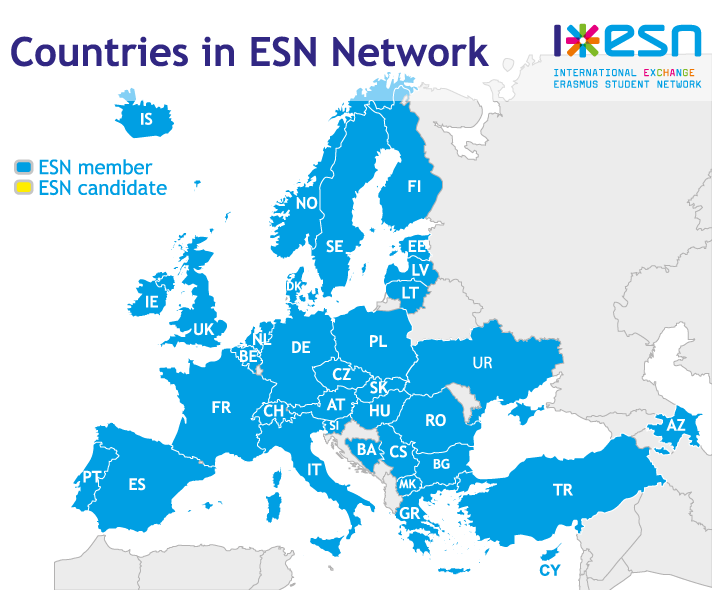 Countries in ESN Network
esn
INTERNATIONAL EXCHANGE
ERASMUS STUDENT NETWORK
IS
ESN member
ESN candidate
FI
NO
SE
EE
LV
DK
LT
IE
UK
NL
DE
PL
BE
UR
CZ
SK
FR
CH
AT
HU
RO
SI
AZ
BA
CS
BG
IT
PT
ES
MK
TR
GR
CY